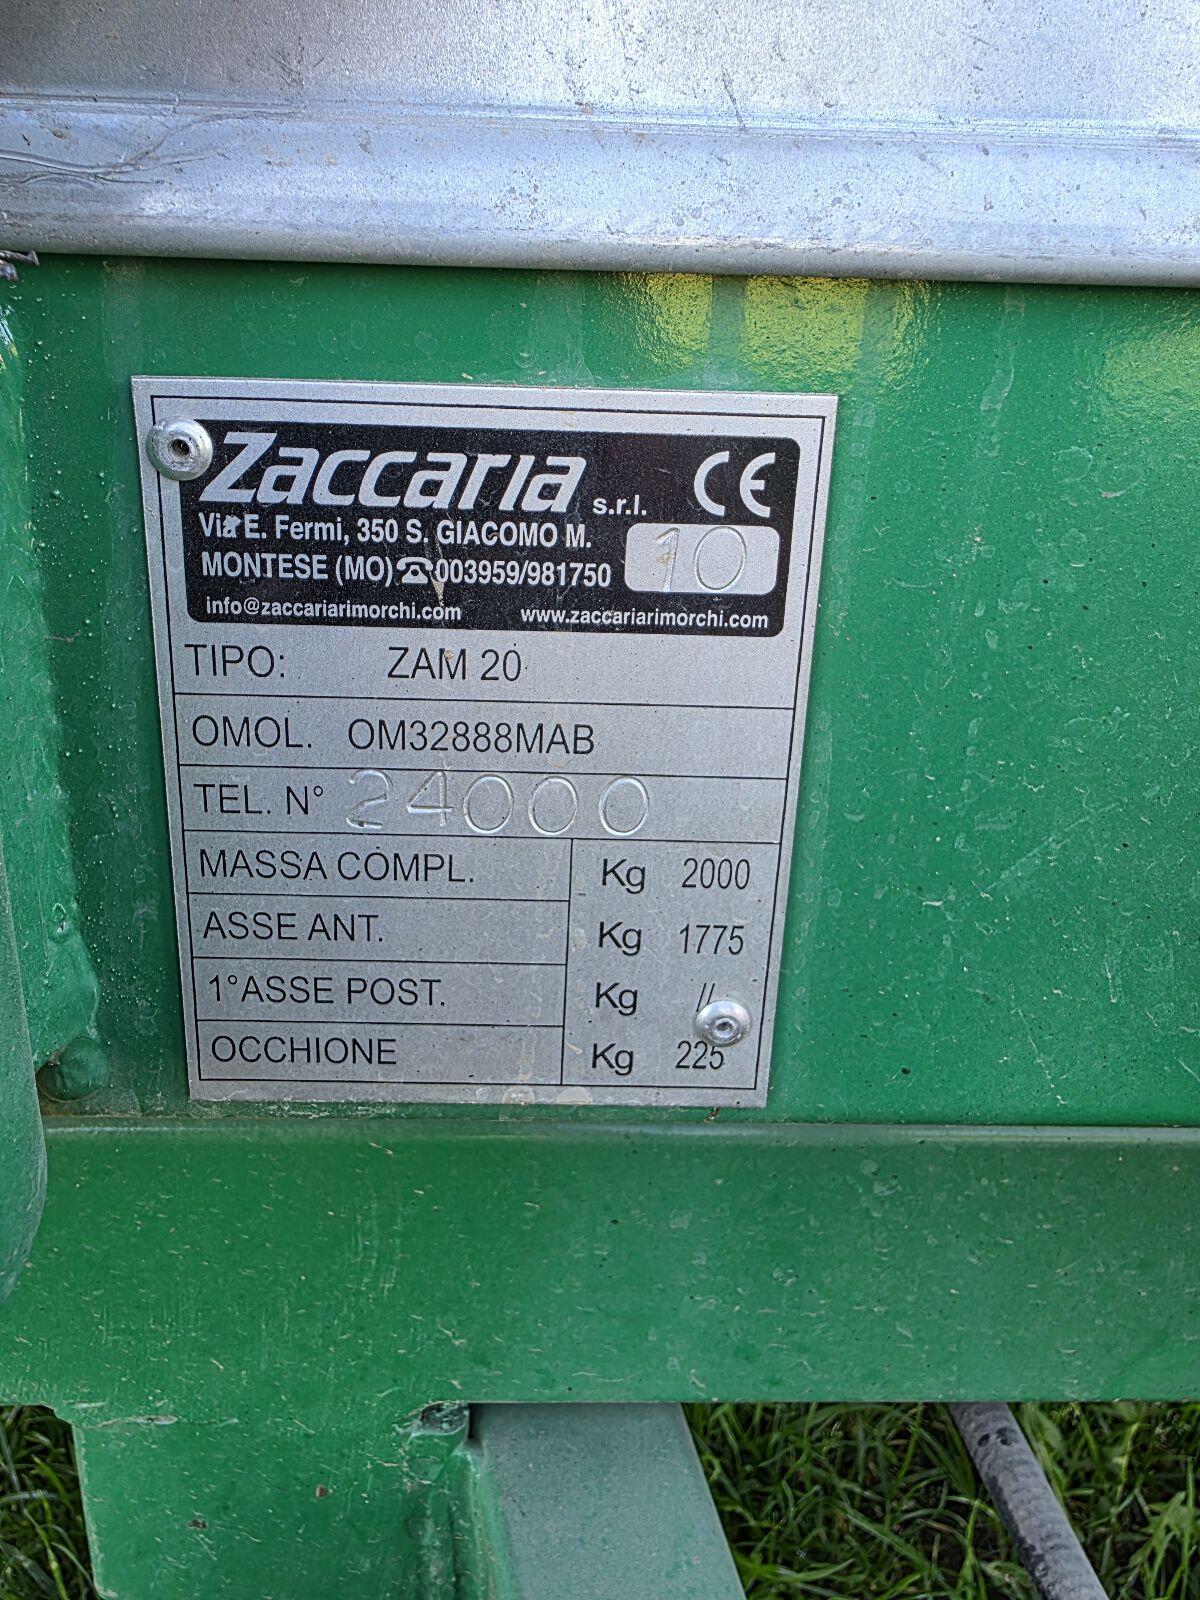 Zaccaria s.r.l. CE
Via E. Fermi, 350 S. GIACOMO M.
MONTESE (MO) ☎003959/981750 10
info@zaccariarimorchi.com www.zaccariarimorchi.com
TIPO: ZAM 20
OMOL. OM32888MAB
TEL. N° 24000
MASSA COMPL. Kg 2000
ASSE ANT. Kg 1775
1°ASSE POST. Kg //
OCCHIONE Kg 225